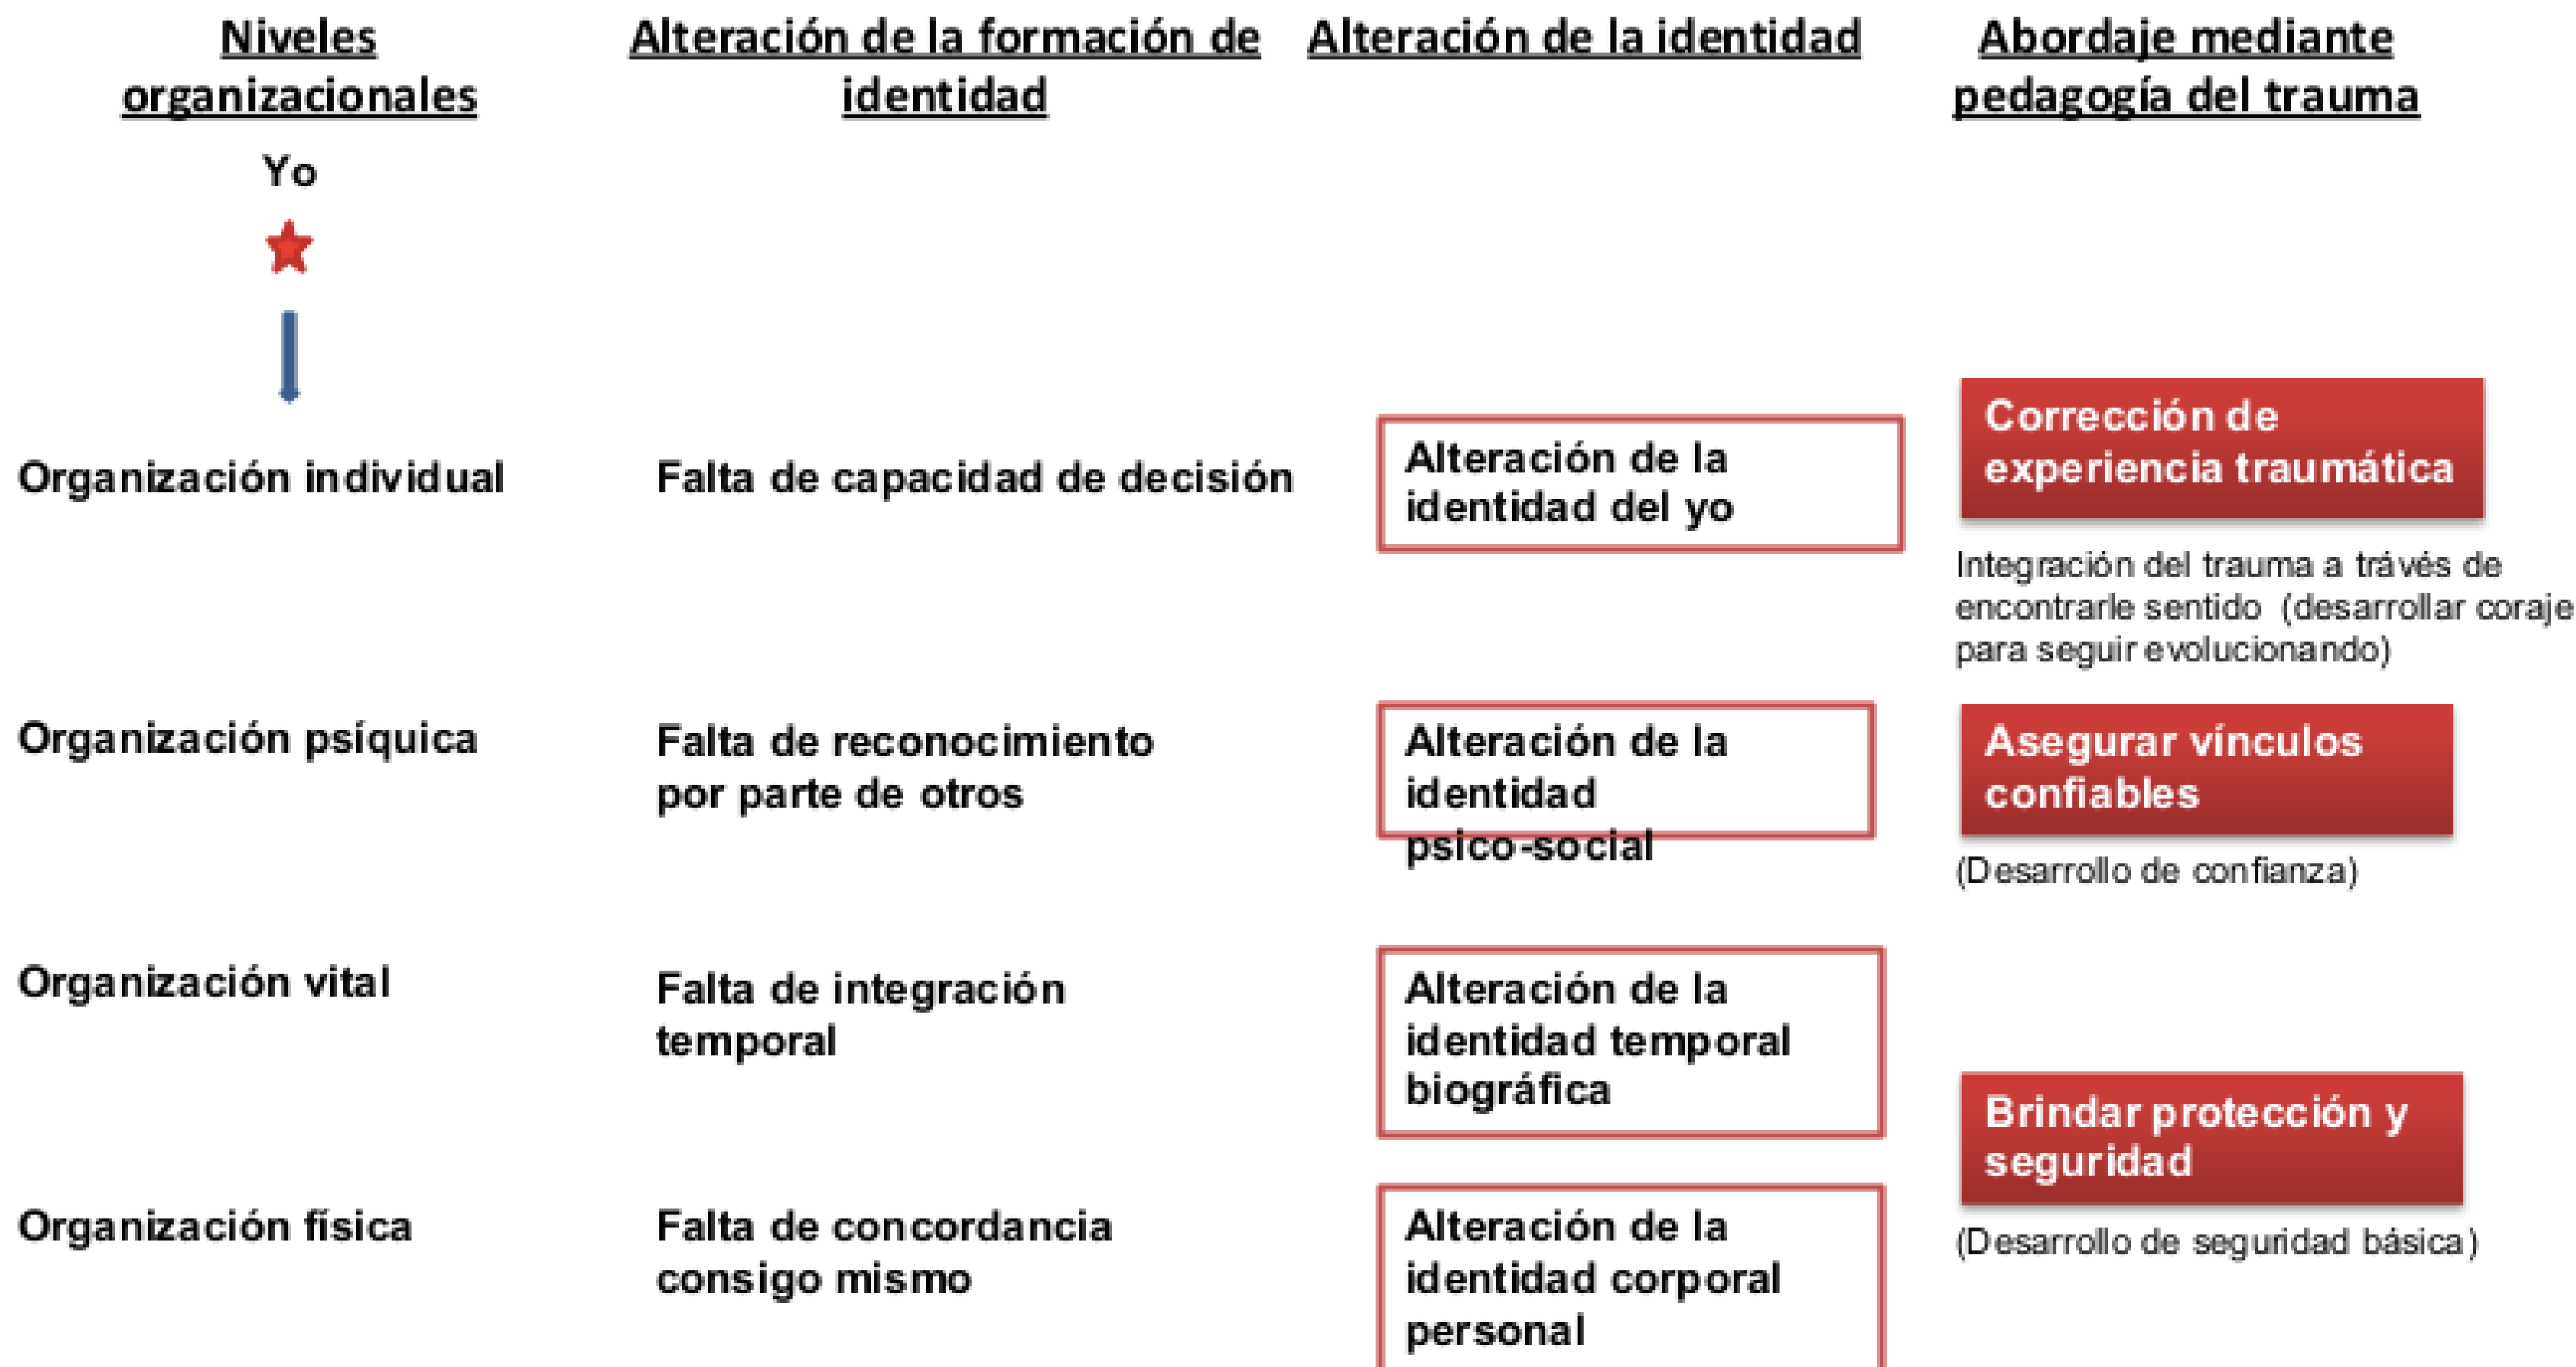 Niveles
organizacionales
Alteración de la formación de
identidad
Alteración de la identidad
Abordaje mediante
pedagogía del trauma
Yo
Organización individual
Falta de capacidad de decisión
Alteración de la
identidad del yo
Corrección de
experiencia traumática
Integración del trauma a trávés de
encontrarle sentido (desarrollar coraje
para seguir evolucionando)
Organización psíquica
Falta de reconocimiento
por parte de otros
Alteración de la
identidad
psico-social
Asegurar vínculos
confiables
(Desarrollo de confianza)
Organización vital
Falta de integración
temporal
Alteración de la
identidad temporal
biográfica
Brindar protección y
seguridad
(Desarrollo de seguridad básica)
Organización física
Falta de concordancia
consigo mismo
Alteración de la
identidad corporal
personal